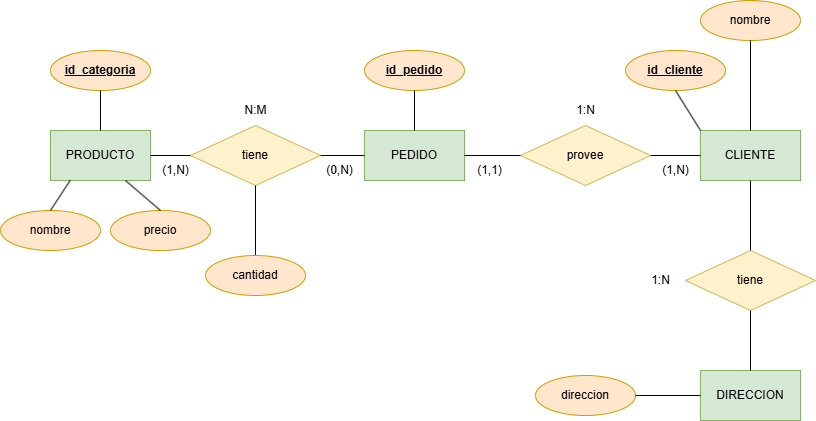 nombre
id_categoria
id_pedido
id_cliente
N:M
1:N
PRODUCTO
tiene
PEDIDO
provee
CLIENTE
(1,N)
(0,N)
(1,1)
(1,N)
nombre
precio
cantidad
1:N
tiene
direccion
DIRECCION